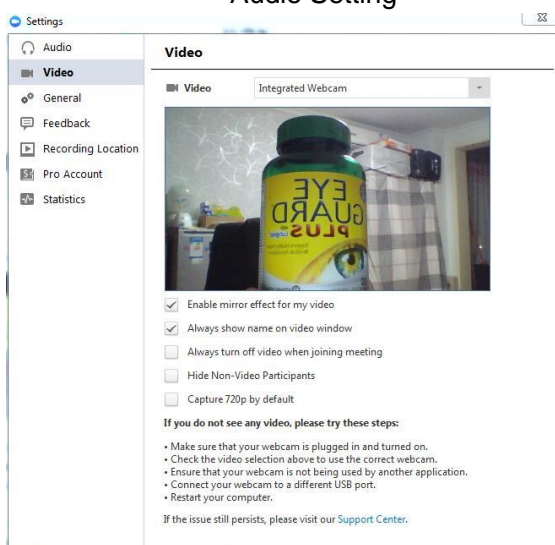 Audio Setting
Settings
Audio
Video
General
Feedback
Recording Location
Pro Account
Statistics
Video
Video
Integrated Webcam
EYE
GUARD
PLUS
with Lutein
Enable mirror effect for my video
Always show name on video window
Always turn off video when joining meeting
Hide Non-Video Participants
Capture 720p by default
If you do not see any video, please try these steps:
• Make sure that your webcam is plugged in and turned on.
• Check the video selection above to use the correct webcam.
• Ensure that your webcam is not being used by another application.
• Connect your webcam to a different USB port.
• Restart your computer.
If the issue still persists, please visit our Support Center.